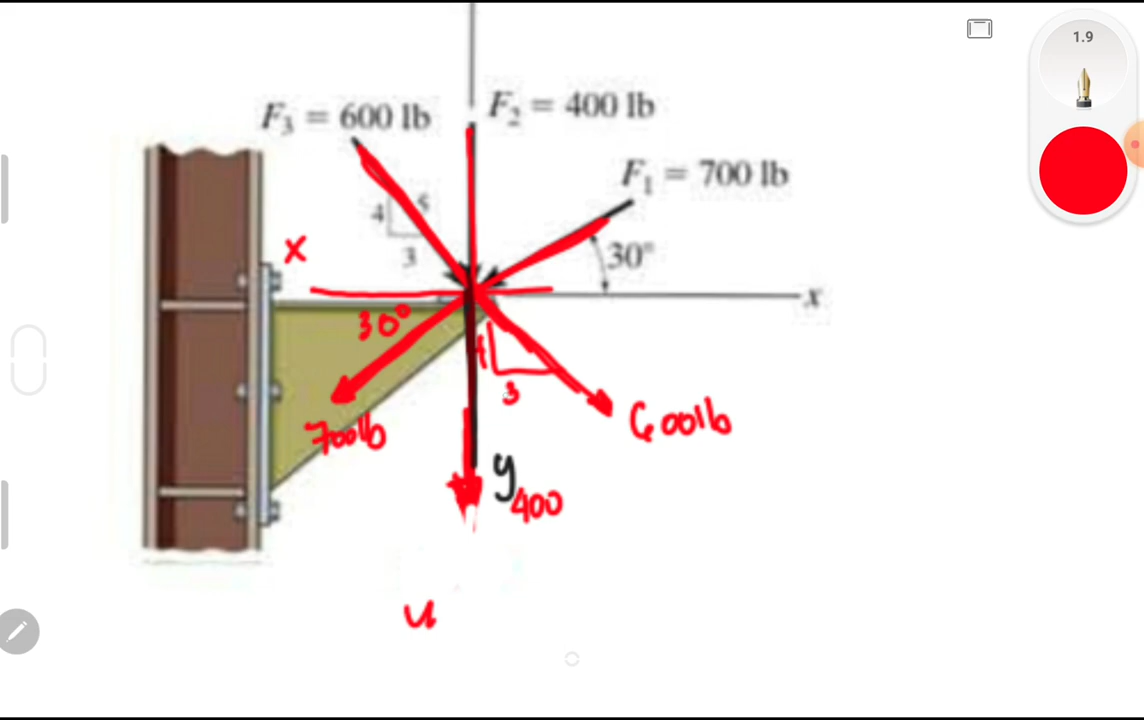 1.9
F₃ = 600 lb
F₂ = 400 lb
F₁ = 700 lb
4
5
3
30°
x
x
30°
4
3
700lb
600lb
y
400
u